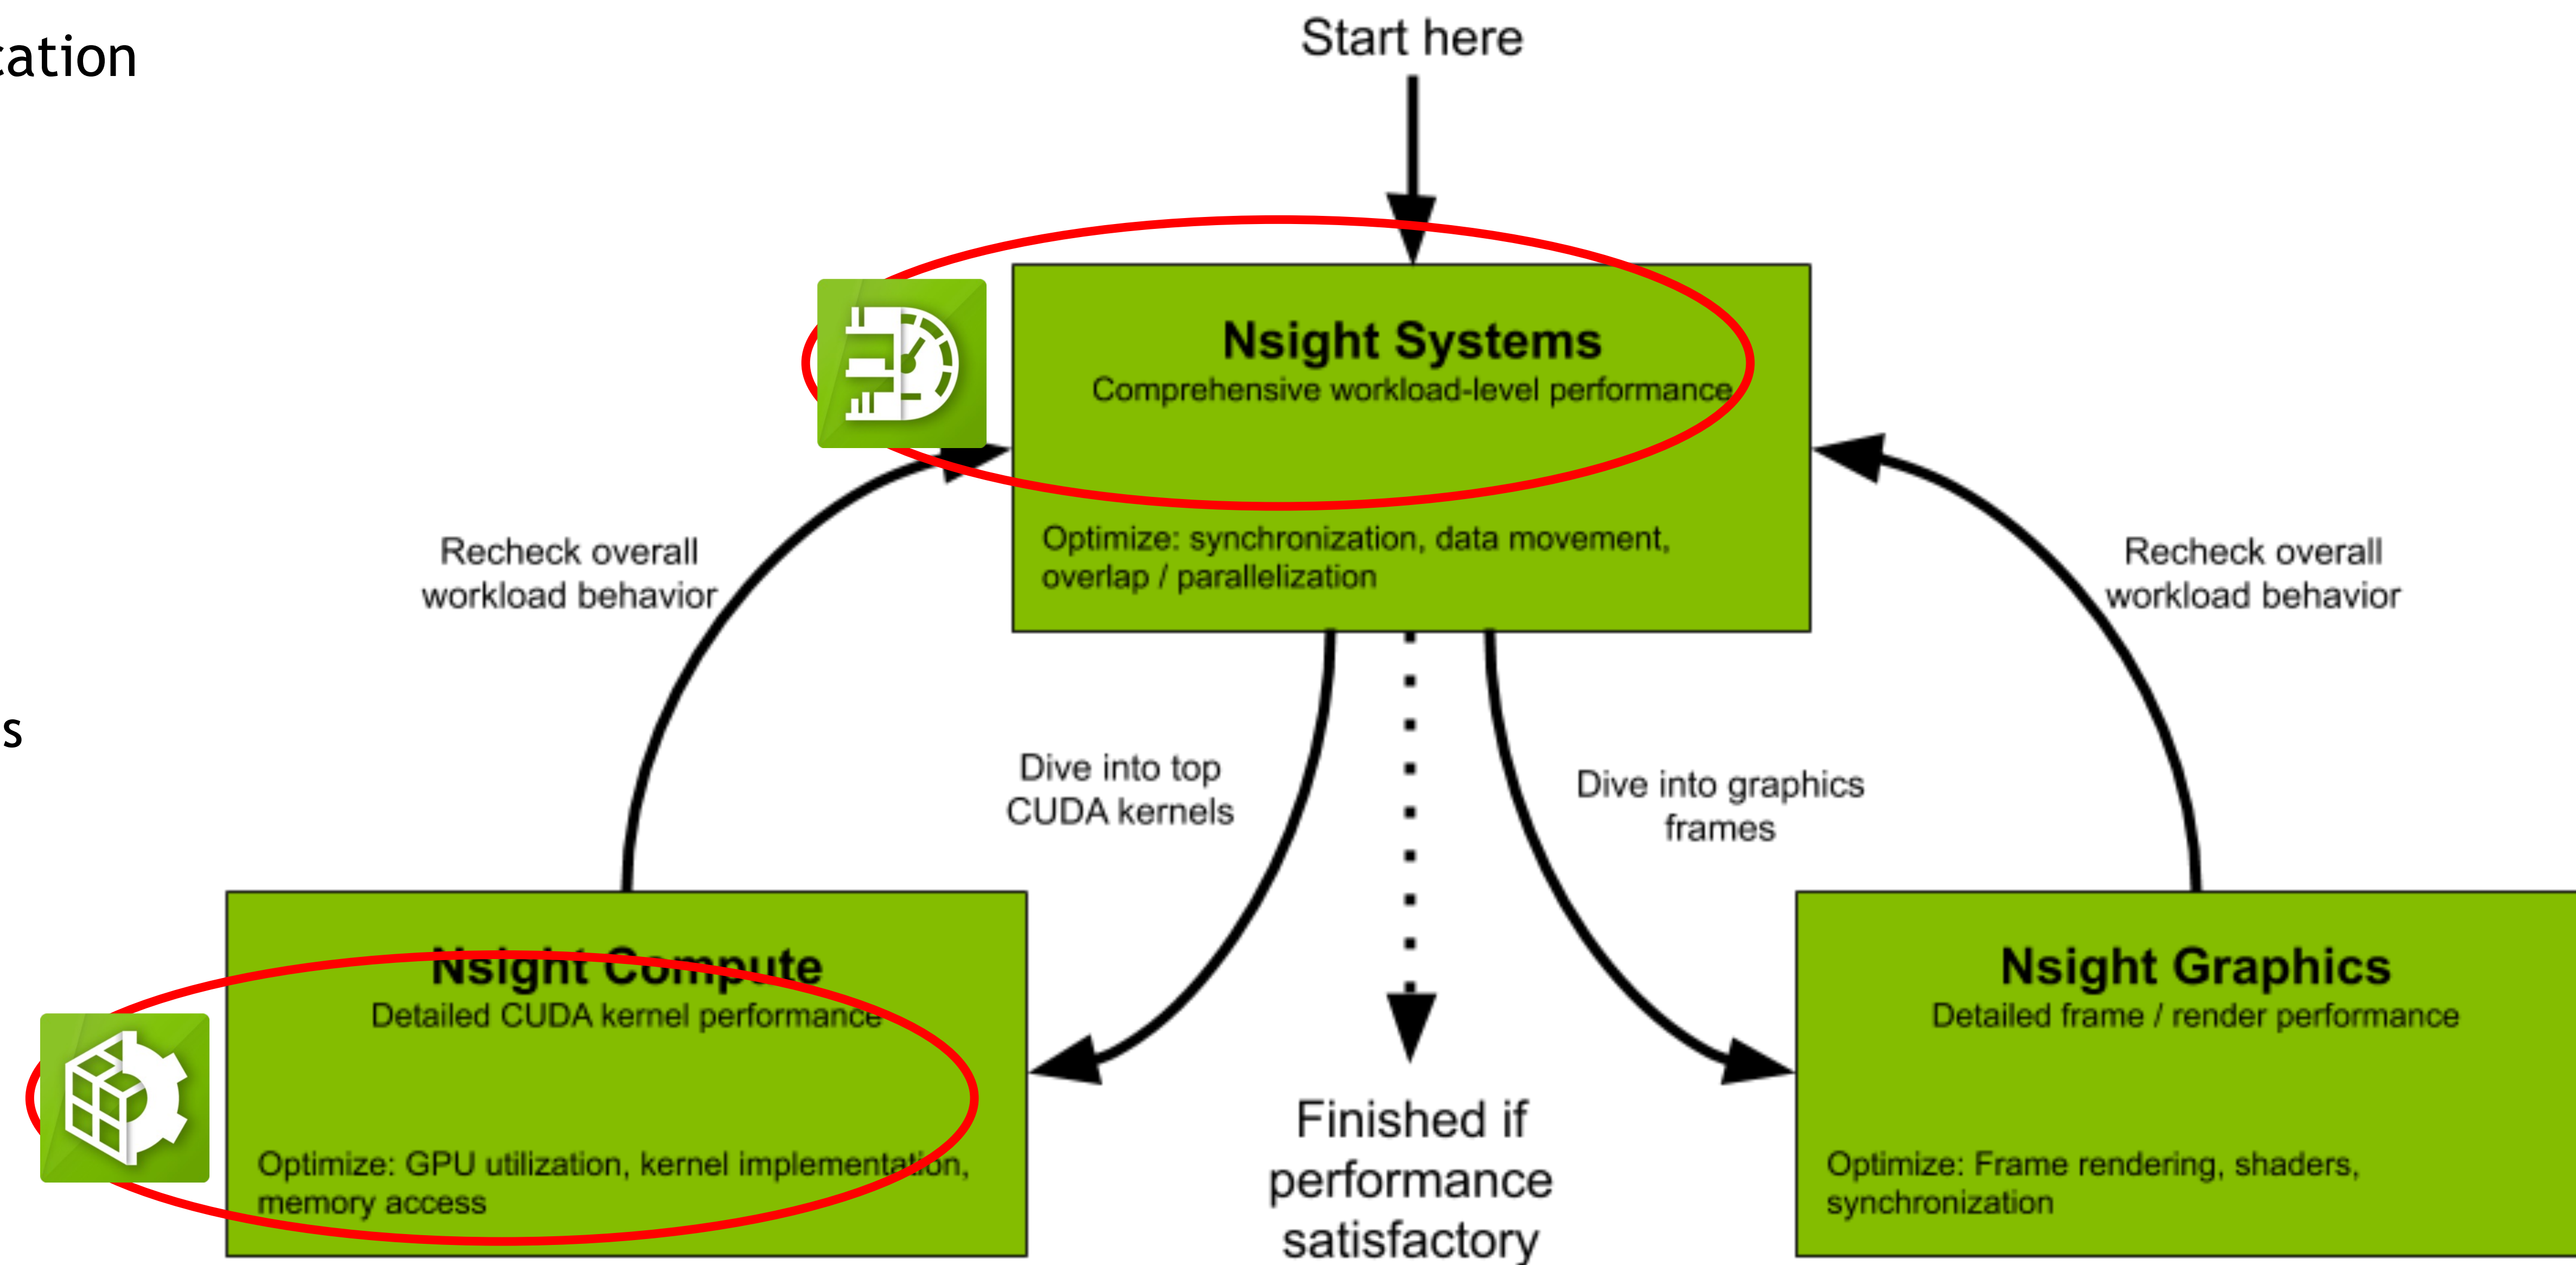 cation
Start here
Nsight Systems
Comprehensive workload-level performance
Optimize: synchronization, data movement,
overlap / parallelization
Recheck overall
workload behavior
Recheck overall
workload behavior
s
Dive into top
CUDA kernels
Dive into graphics
frames
Nsight Compute
Detailed CUDA kernel performance
Optimize: GPU utilization, kernel implementation,
memory access
Finished if
performance
satisfactory
Nsight Graphics
Detailed frame / render performance
Optimize: Frame rendering, shaders,
synchronization